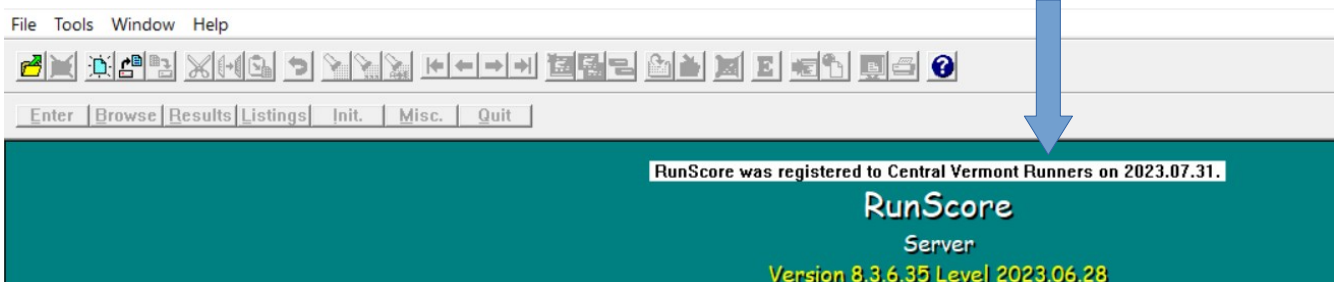 File Tools Window Help
E
Enter Browse Results Listings Init. Misc. Quit
RunScore was registered to Central Vermont Runners on 2023.07.31.
RunScore
Server
Version 8.3.6.35 Level 2023.06.28